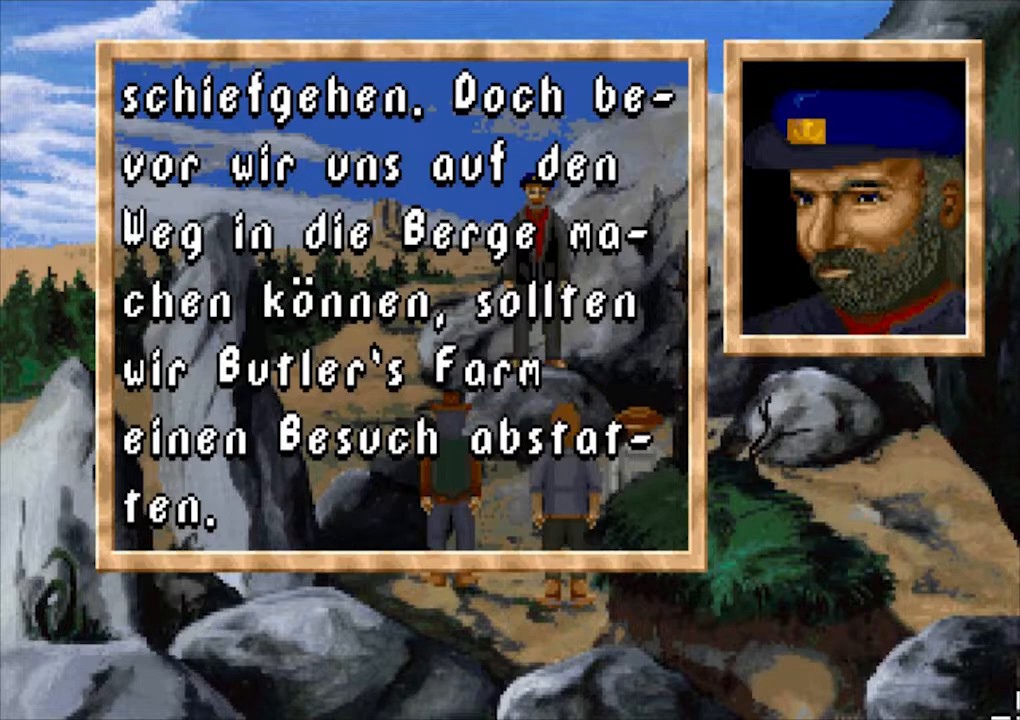 schiefgehen. Doch be-
vor wir uns auf den
Weg in die Berge ma-
chen können, sollten
wir Butler's Farm
einen Besuch abstat-
ten.